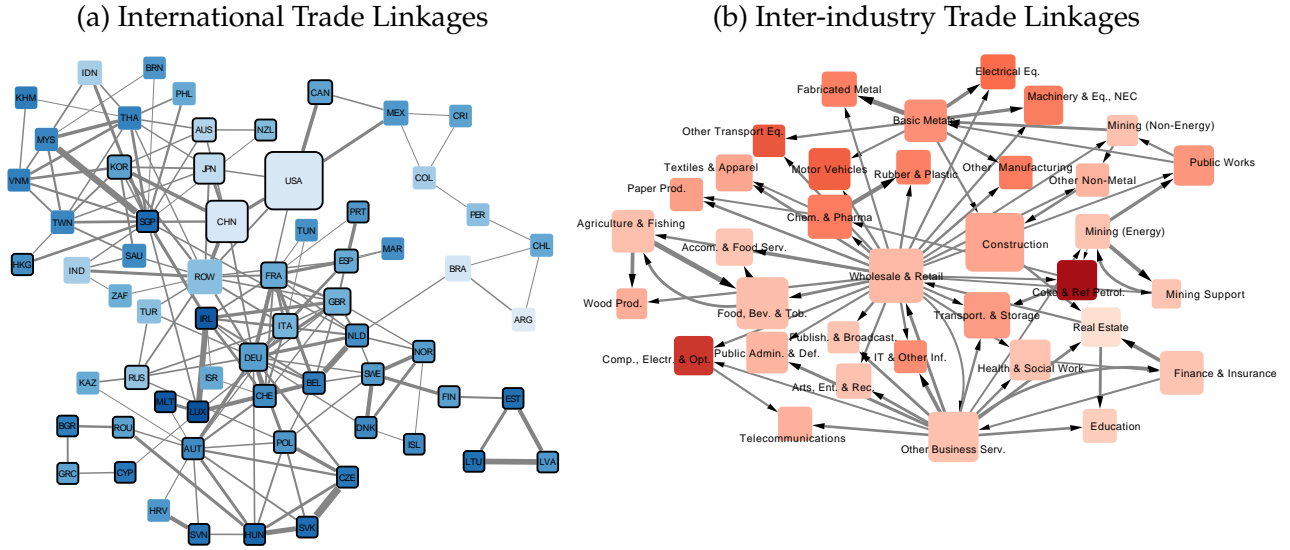 (a) International Trade Linkages
(b) Inter-industry Trade Linkages
IDN
BRN
KHM
PHL
THA
CAN
MEX
CRI
AUS
NZL
MYS
KOR
JPN
VNM
USA
COL
TWN
SGP
CHN
PRT
PER
TUN
HKG
SAU
MAR
CHL
IND
ROW
FRA
ESP
BRA
ZAF
TUR
IRL
ITA
GBR
ARG
NLD
DEU
NOR
KAZ
RUS
ISR
BEL
SWE
MLT
LUX
CHE
FIN
EST
BGR
ROU
DNK
ISL
AUT
POL
GRC
CYP
CZE
LTU
LVA
HRV
SVN
HUN
SVK
Electrical Eq.
Fabricated Metal
Machinery & Eq., NEC
Basic Metals
Mining (Non-Energy)
Other Transport Eq.
Textiles & Apparel
Motor Vehicles
Rubber & Plastic
Other Manufacturing
Public Works
Paper Prod.
Other Non-Metal
Chem. & Pharma
Agriculture & Fishing
Mining (Energy)
Accom. & Food Serv.
Construction
Wholesale & Retail
Coke & Ref Petrol.
Mining Support
Wood Prod.
Food, Bev. & Tob.
Transport. & Storage
Real Estate
Publish. & Broadcast.
Comp., Electr. & Opt.
Public Admin. & Def.
IT & Other Inf.
Health & Social Work
Finance & Insurance
Arts, Ent. & Rec.
Education
Telecommunications
Other Business Serv.